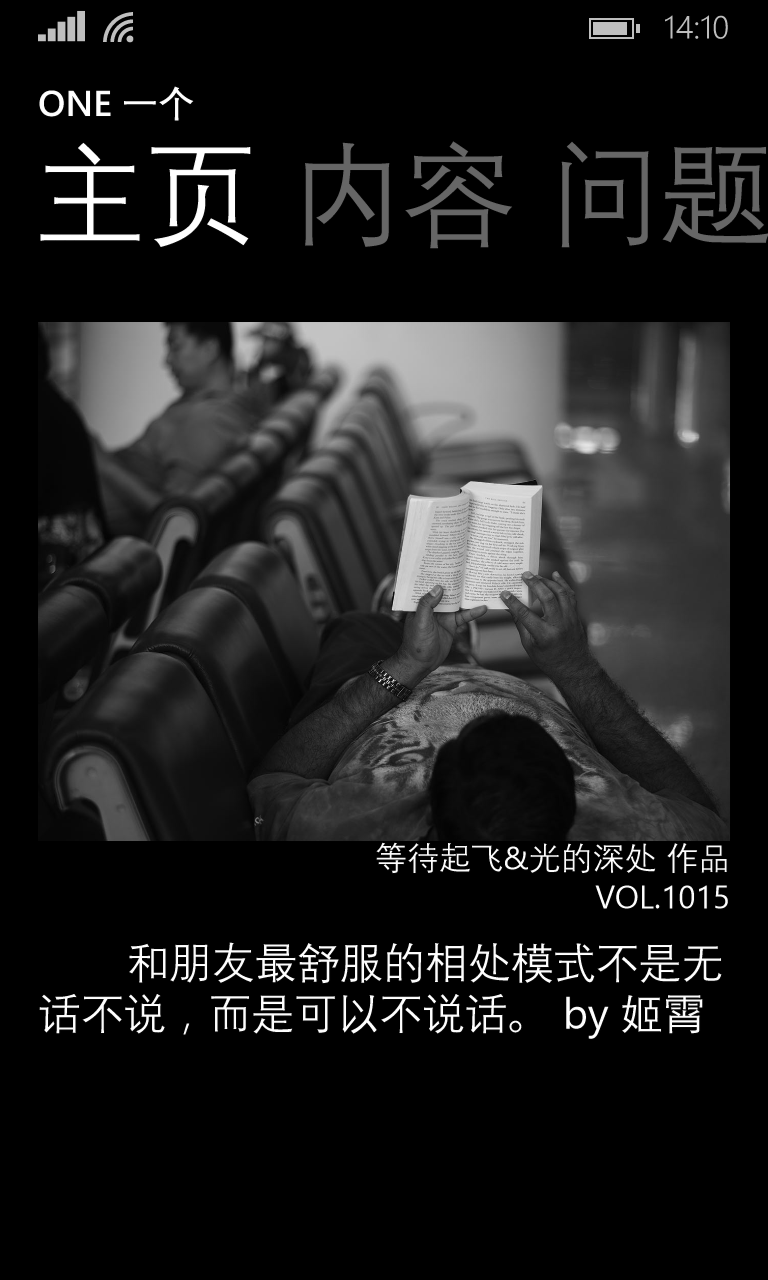 14:10
ONE 一个
主页 内容 问题
等待起飞&光的深处 作品
VOL.1015
和朋友最舒服的相处模式不是无
话不说，而是可以不说话。 by 姬霄